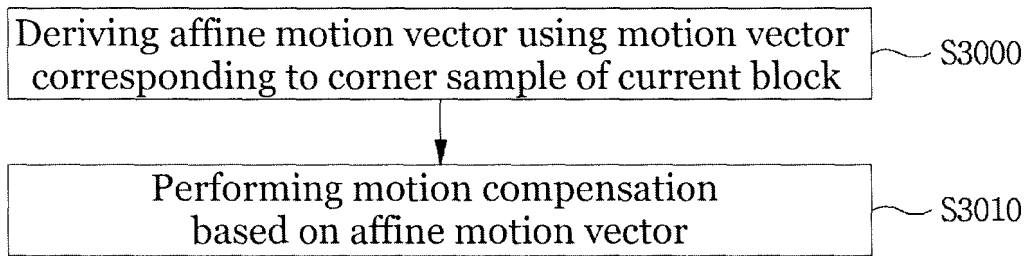 Deriving affine motion vector using motion vector
corresponding to corner sample of current block
S3000
Performing motion compensation
based on affine motion vector
S3010